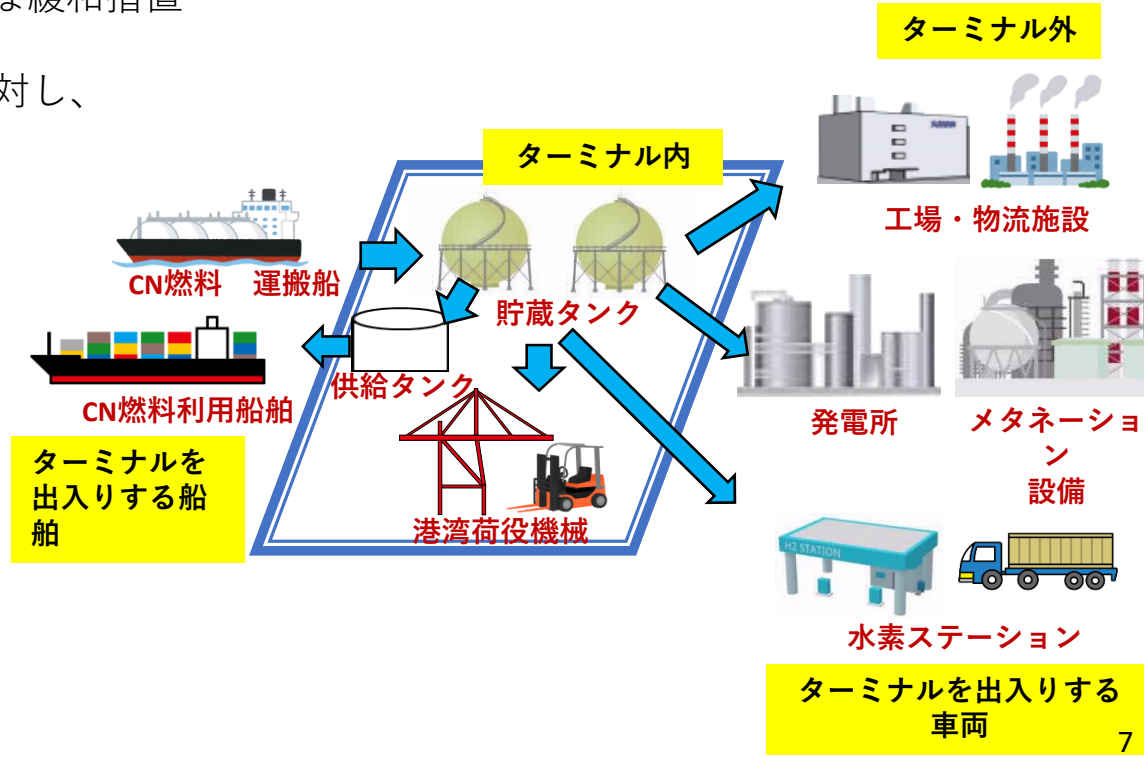 は緩和措置
対し、
ターミナル外
ターミナル内
工場・物流施設
CN燃料 運搬船
貯蔵タンク
供給タンク
CN燃料利用船舶
発電所
メタネーショ
ン
設備
ターミナルを
出入りする船
舶
港湾荷役機械
H2 STATION
水素ステーション
ターミナルを出入りする
車両
7